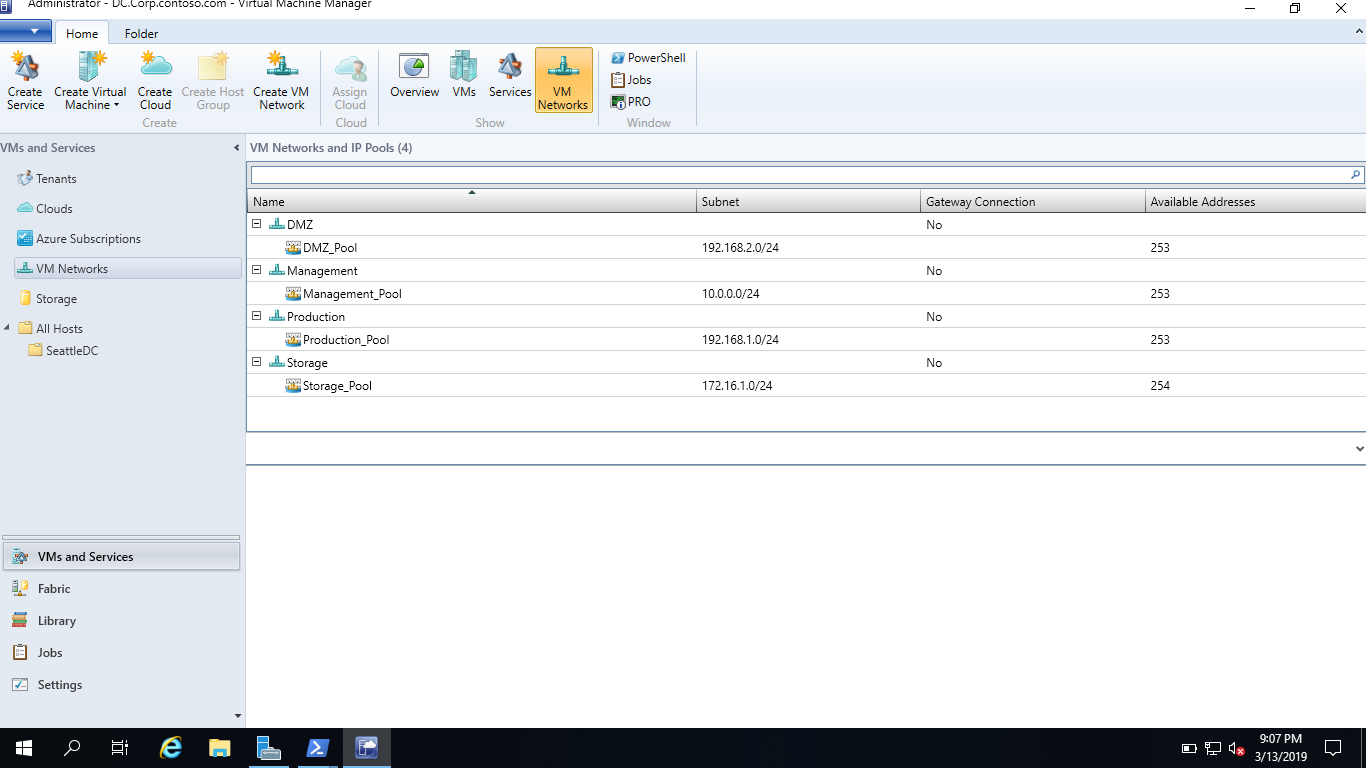 Administrator - DC.Corp.contoso.com - Virtual Machine Manager
Home Folder
Create Service
Create Virtual Machine
Create Cloud
Create Host Group
Create VM Network
Assign Cloud
Overview
VMs
Services
VM Networks
PowerShell
Jobs
PRO
Create Cloud Show Window
VMs and Services
Tenants
Clouds
Azure Subscriptions
VM Networks
Storage
All Hosts
SeattleDC
VMs and Services
Fabric
Library
Jobs
Settings
VM Networks and IP Pools (4)
Name Subnet Gateway Connection Available Addresses
DMZ No
DMZ_Pool 192.168.2.0/24 253
Management No
Management_Pool 10.0.0.0/24 253
Production No
Production_Pool 192.168.1.0/24 253
Storage No
Storage_Pool 172.16.1.0/24 254
9:07 PM
3/13/2019